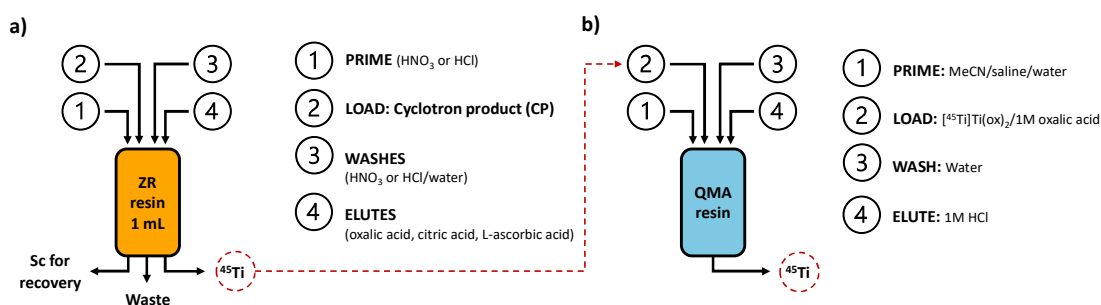 a)
2
3
1
4
ZR
resin
1 mL
Sc for
recovery
Waste
⁴⁵Ti
1 PRIME (HNO₃ or HCl)
2 LOAD: Cyclotron product (CP)
3 WASHES
(HNO₃ or HCl/water)
4 ELUTES
(oxalic acid, citric acid, L-ascorbic acid)
b)
2
3
1
4
QMA
resin
⁴⁵Ti
1 PRIME: MeCN/saline/water
2 LOAD: [⁴⁵Ti]Ti(ox)₂/1M oxalic acid
3 WASH: Water
4 ELUTE: 1M HCl